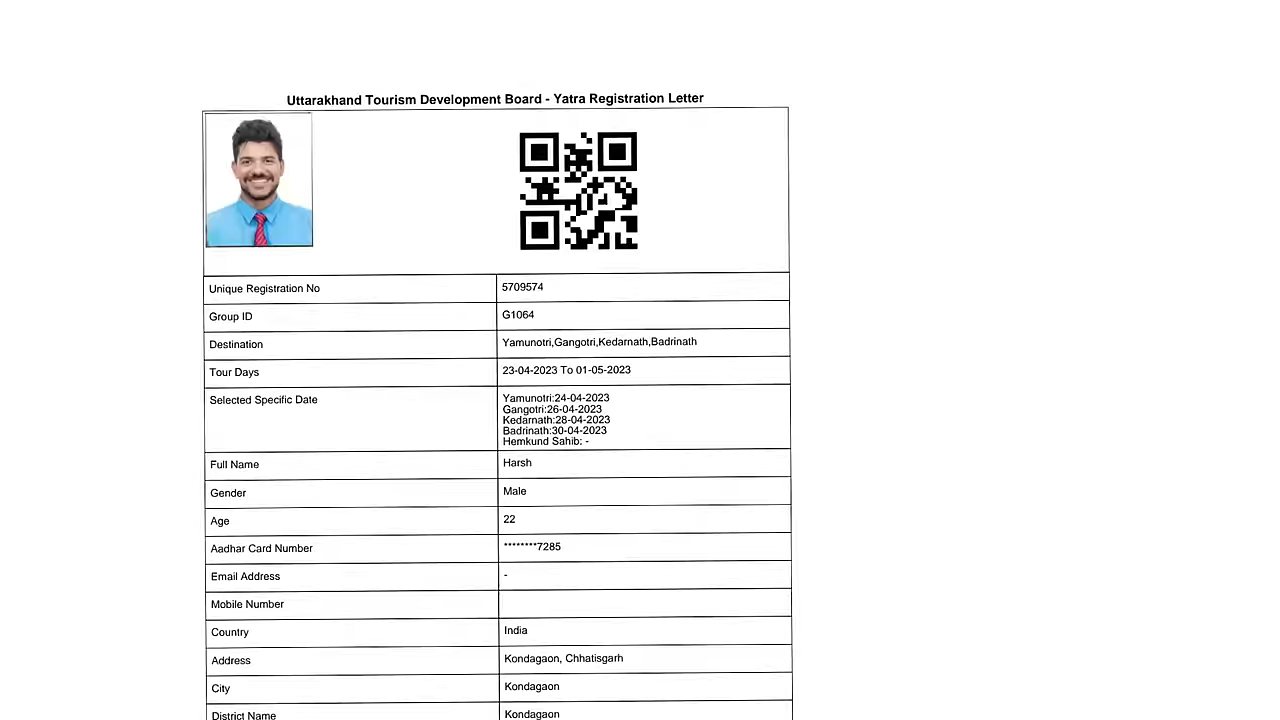 Uttarakhand Tourism Development Board - Yatra Registration Letter
Unique Registration No 5709574
Group ID G1064
Destination Yamunotri,Gangotri,Kedarnath,Badrinath
Tour Days 23-04-2023 To 01-05-2023
Selected Specific Date Yamunotri:24-04-2023
Gangotri:26-04-2023
Kedarnath:28-04-2023
Badrinath:30-04-2023
Hemkund Sahib: -
Full Name Harsh
Gender Male
Age 22
Aadhar Card Number ********7285
Email Address -
Mobile Number
Country India
Address Kondagaon, Chhatisgarh
City Kondagaon
District Name Kondagaon